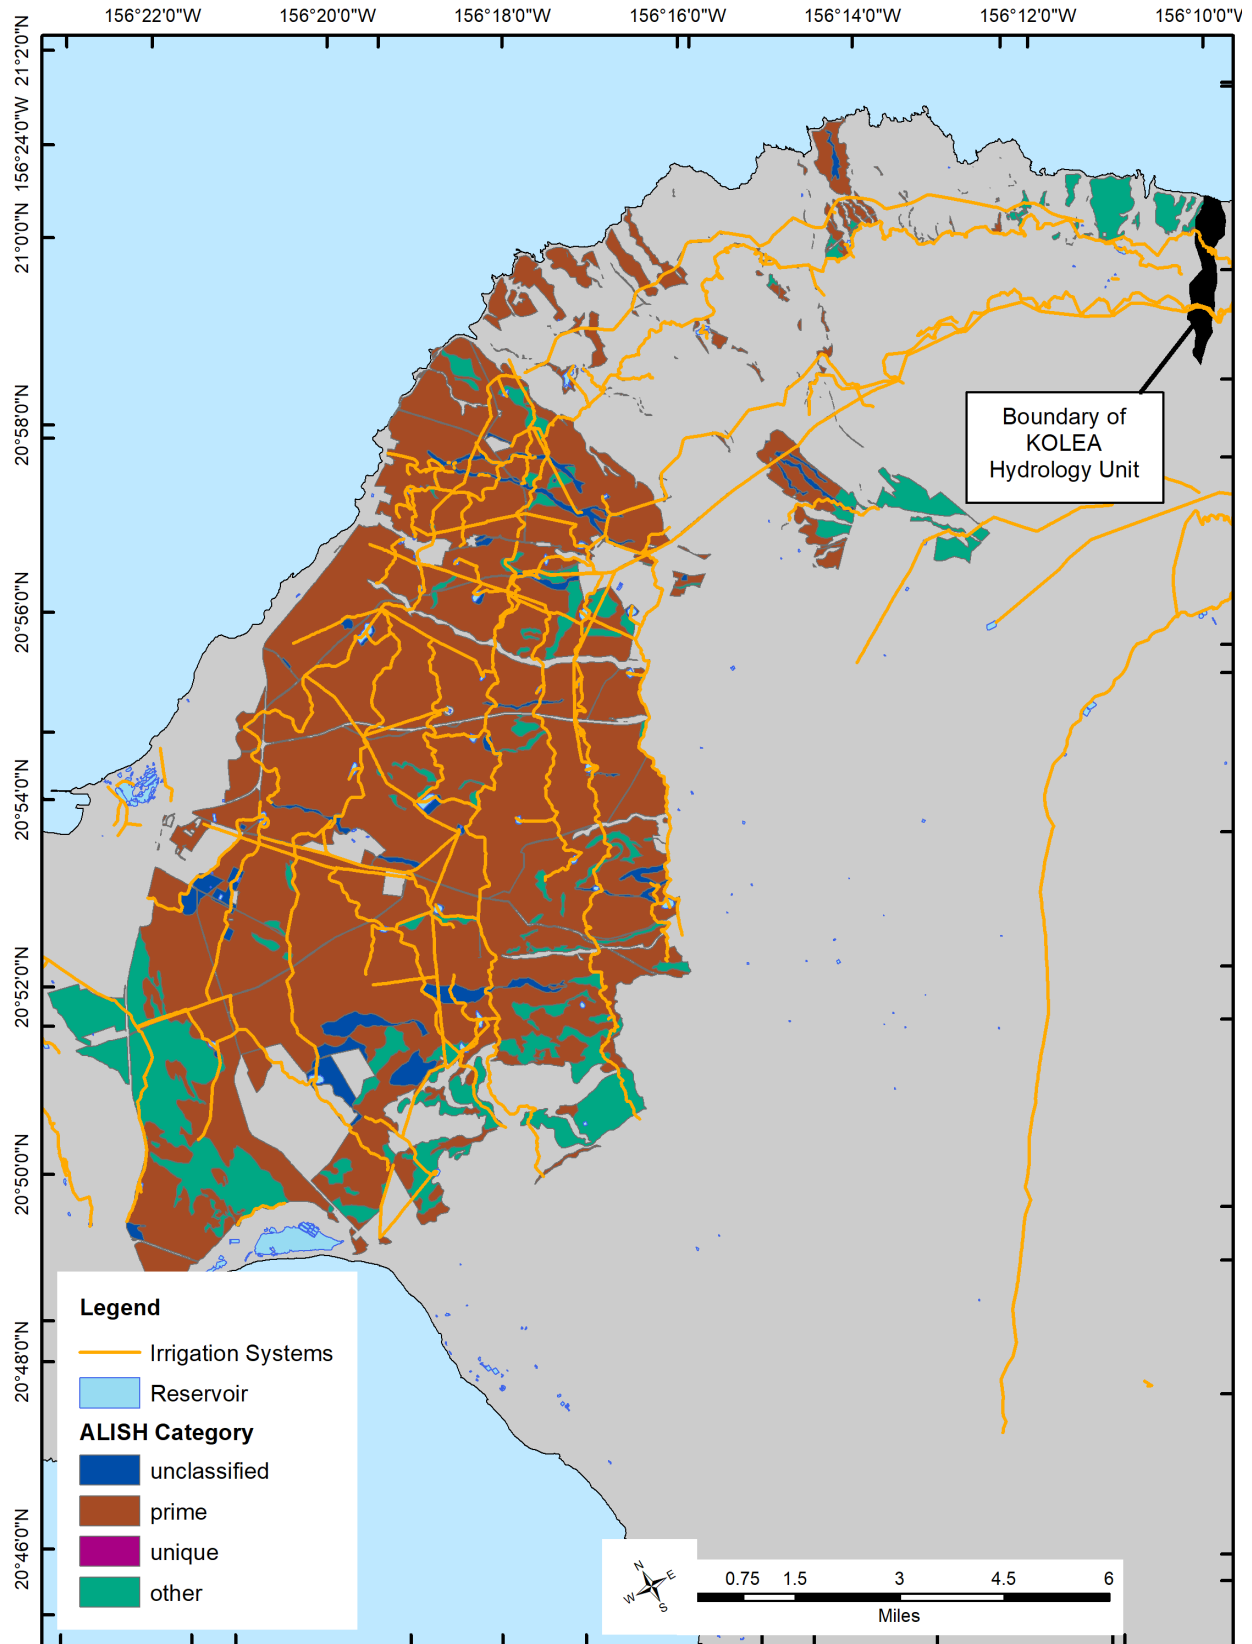 156°22'0"W 156°20'0"W 156°18'0"W 156°16'0"W 156°14'0"W 156°12'0"W 156°10'0"W
21°2'0"N
156°24'0"W
21°0'0"N
20°58'0"N
20°56'0"N
20°54'0"N
20°52'0"N
20°50'0"N
20°48'0"N
20°46'0"N
Boundary of
KOLEA
Hydrology Unit
Legend
Irrigation Systems
Reservoir
ALISH Category
unclassified
prime
unique
other
N
E
W
S
0.75 1.5 3 4.5 6
Miles